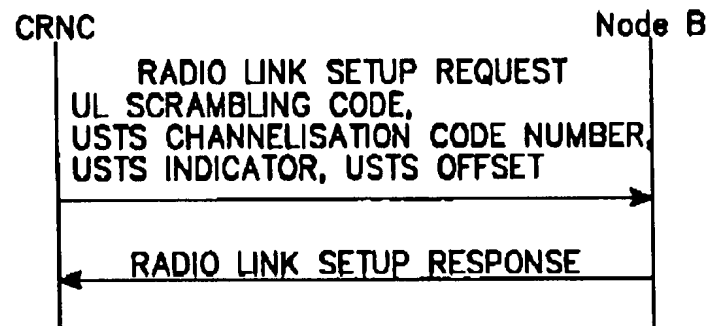 CRNC Node B
RADIO LINK SETUP REQUEST
UL SCRAMBLING CODE,
USTS CHANNELISATION CODE NUMBER,
USTS INDICATOR, USTS OFFSET
RADIO LINK SETUP RESPONSE